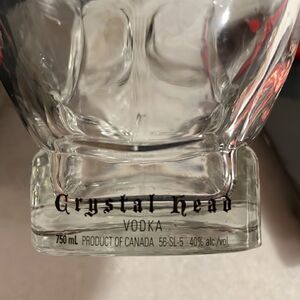 Crystal Head
VODKA
750 mL PRODUCT OF CANADA 56-SL-5 40% alc./vol